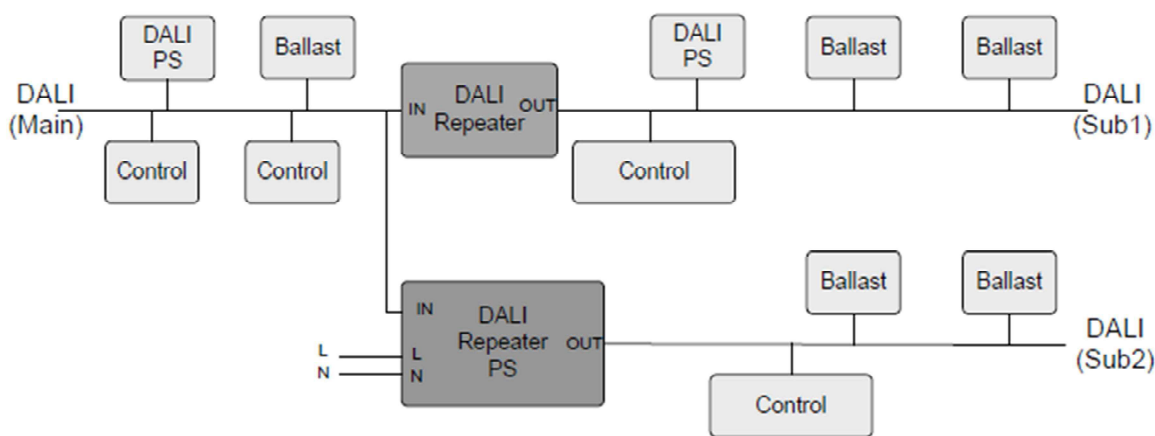 DALI
PS
Ballast
DALI
PS
Ballast
Ballast
DALI
(Main)
IN
DALI
Repeater
OUT
DALI
(Sub1)
Control
Control
Control
Ballast
Ballast
IN
DALI
Repeater
PS
OUT
L
L
N
N
DALI
(Sub2)
Control